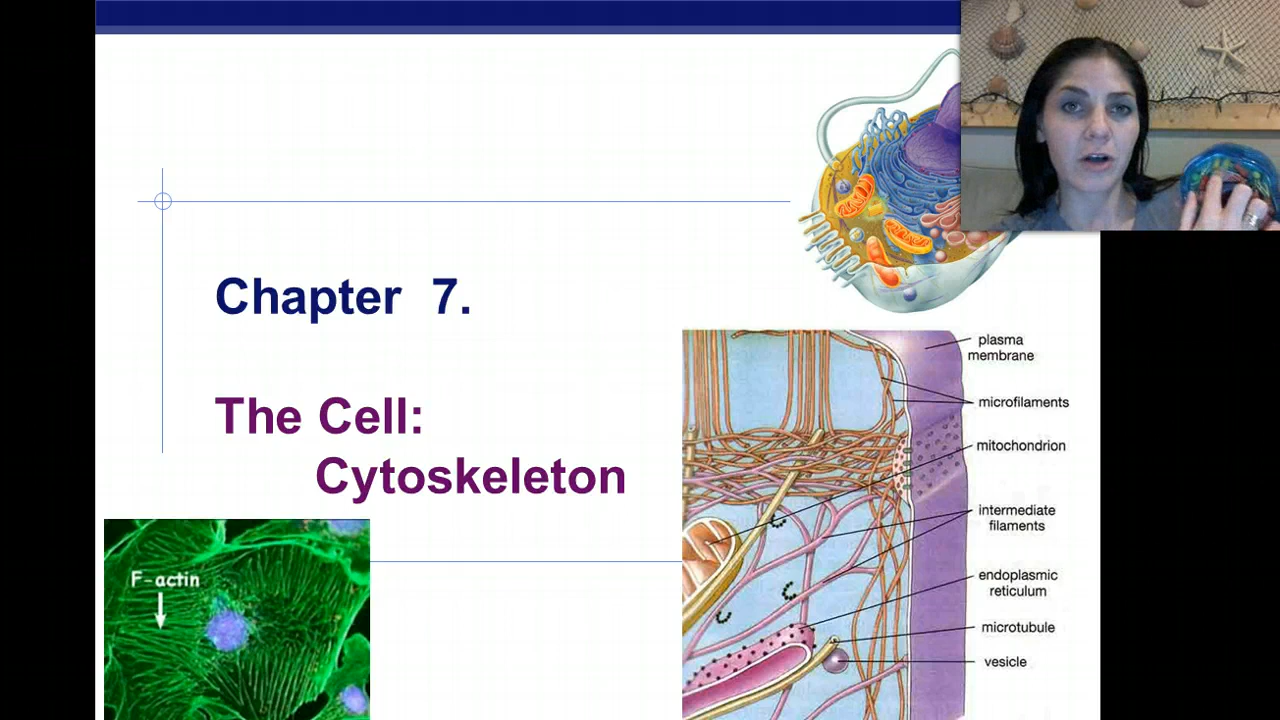 Chapter 7.
The Cell:
Cytoskeleton
F-actin
plasma
membrane
microfilaments
mitochondrion
intermediate
filaments
endoplasmic
reticulum
microtubule
vesicle